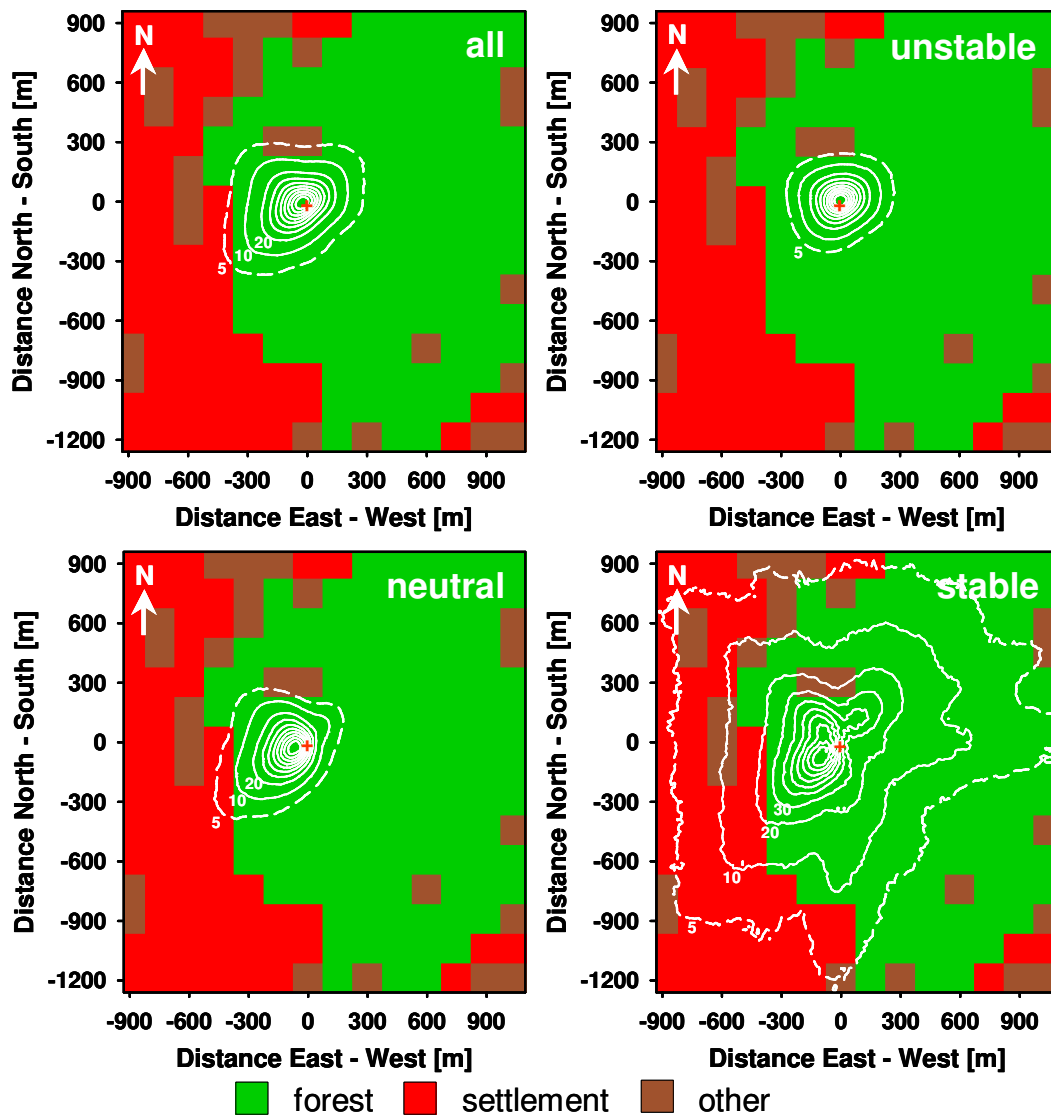 all
N
900
600
300
0
-300
-600
-900
-1200
Distance North - South [m]
20
10
5
-900 -600 -300 0 300 600 900
Distance East - West [m]
unstable
N
900
600
300
0
-300
-600
-900
-1200
Distance North - South [m]
5
-900 -600 -300 0 300 600 900
Distance East - West [m]
neutral
N
900
600
300
0
-300
-600
-900
-1200
Distance North - South [m]
20
10
5
-900 -600 -300 0 300 600 900
Distance East - West [m]
stable
N
900
600
300
0
-300
-600
-900
-1200
Distance North - South [m]
30
20
10
5
-900 -600 -300 0 300 600 900
Distance East - West [m]
forest settlement other